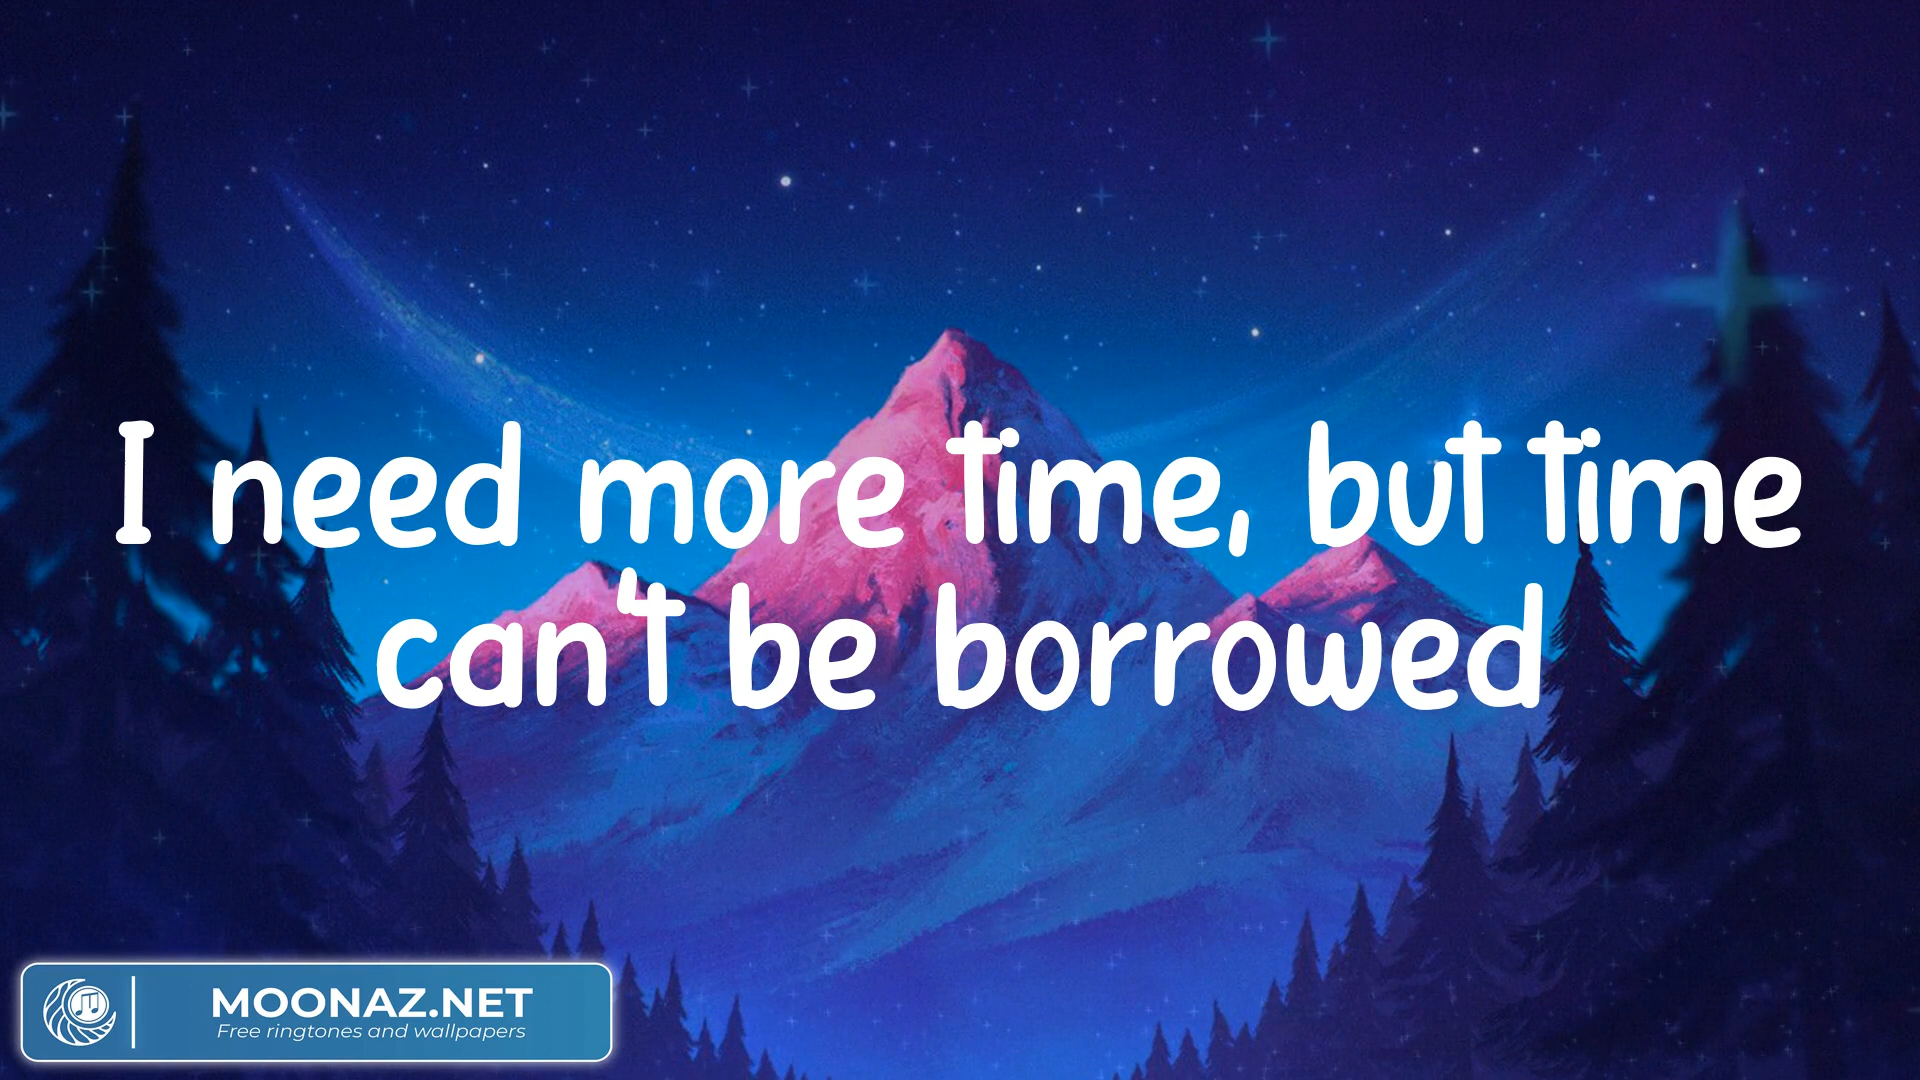 I need more time, but time
can't be borrowed
MOONAZ.NET
Free ringtones and wallpapers